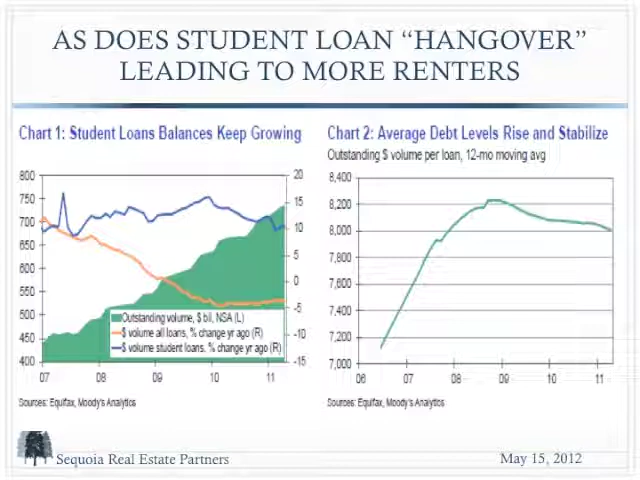 AS DOES STUDENT LOAN “HANGOVER”
LEADING TO MORE RENTERS
Chart 1: Student Loans Balances Keep Growing
800
750
700
650
600
550
500
450
400
20
15
10
5
0
-5
-10
-15
Outstanding volume, $ bil, NSA (L)
$ volume all loans, % change yr ago (R)
$ volume student loans, % change yr ago (R)
07 08 09 10 11
Sources: Equifax, Moody's Analytics
Chart 2: Average Debt Levels Rise and Stabilize
Outstanding $ volume per loan, 12-mo moving avg
8,400
8,200
8,000
7,800
7,600
7,400
7,200
7,000
06 07 08 09 10 11
Sources: Equifax, Moody's Analytics
Sequoia Real Estate Partners
May 15, 2012